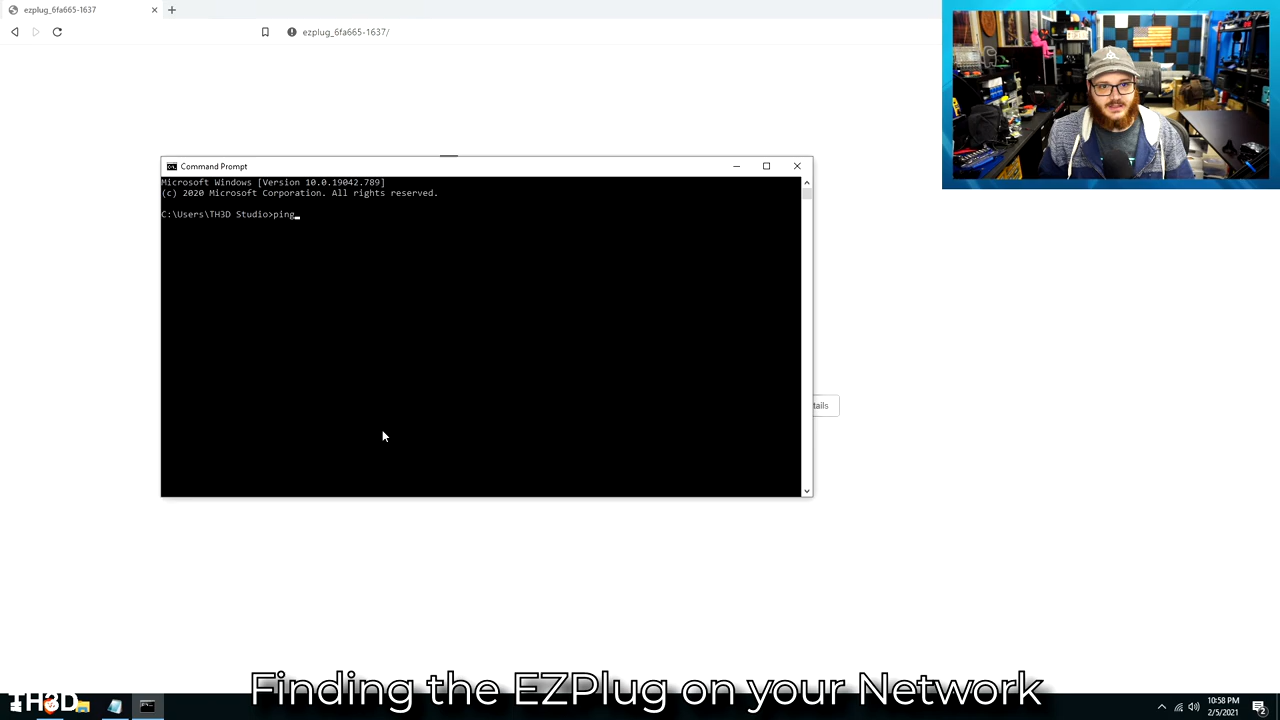 ezplug_6fa665-1637
ezplug_6fa665-1637/
Command Prompt
Microsoft Windows [Version 10.0.19042.789]
(c) 2020 Microsoft Corporation. All rights reserved.
C:\Users\TH3D Studio>ping
tails
Finding the EZPlug on your Network
TH3D
10:58 PM
2/5/2021
2